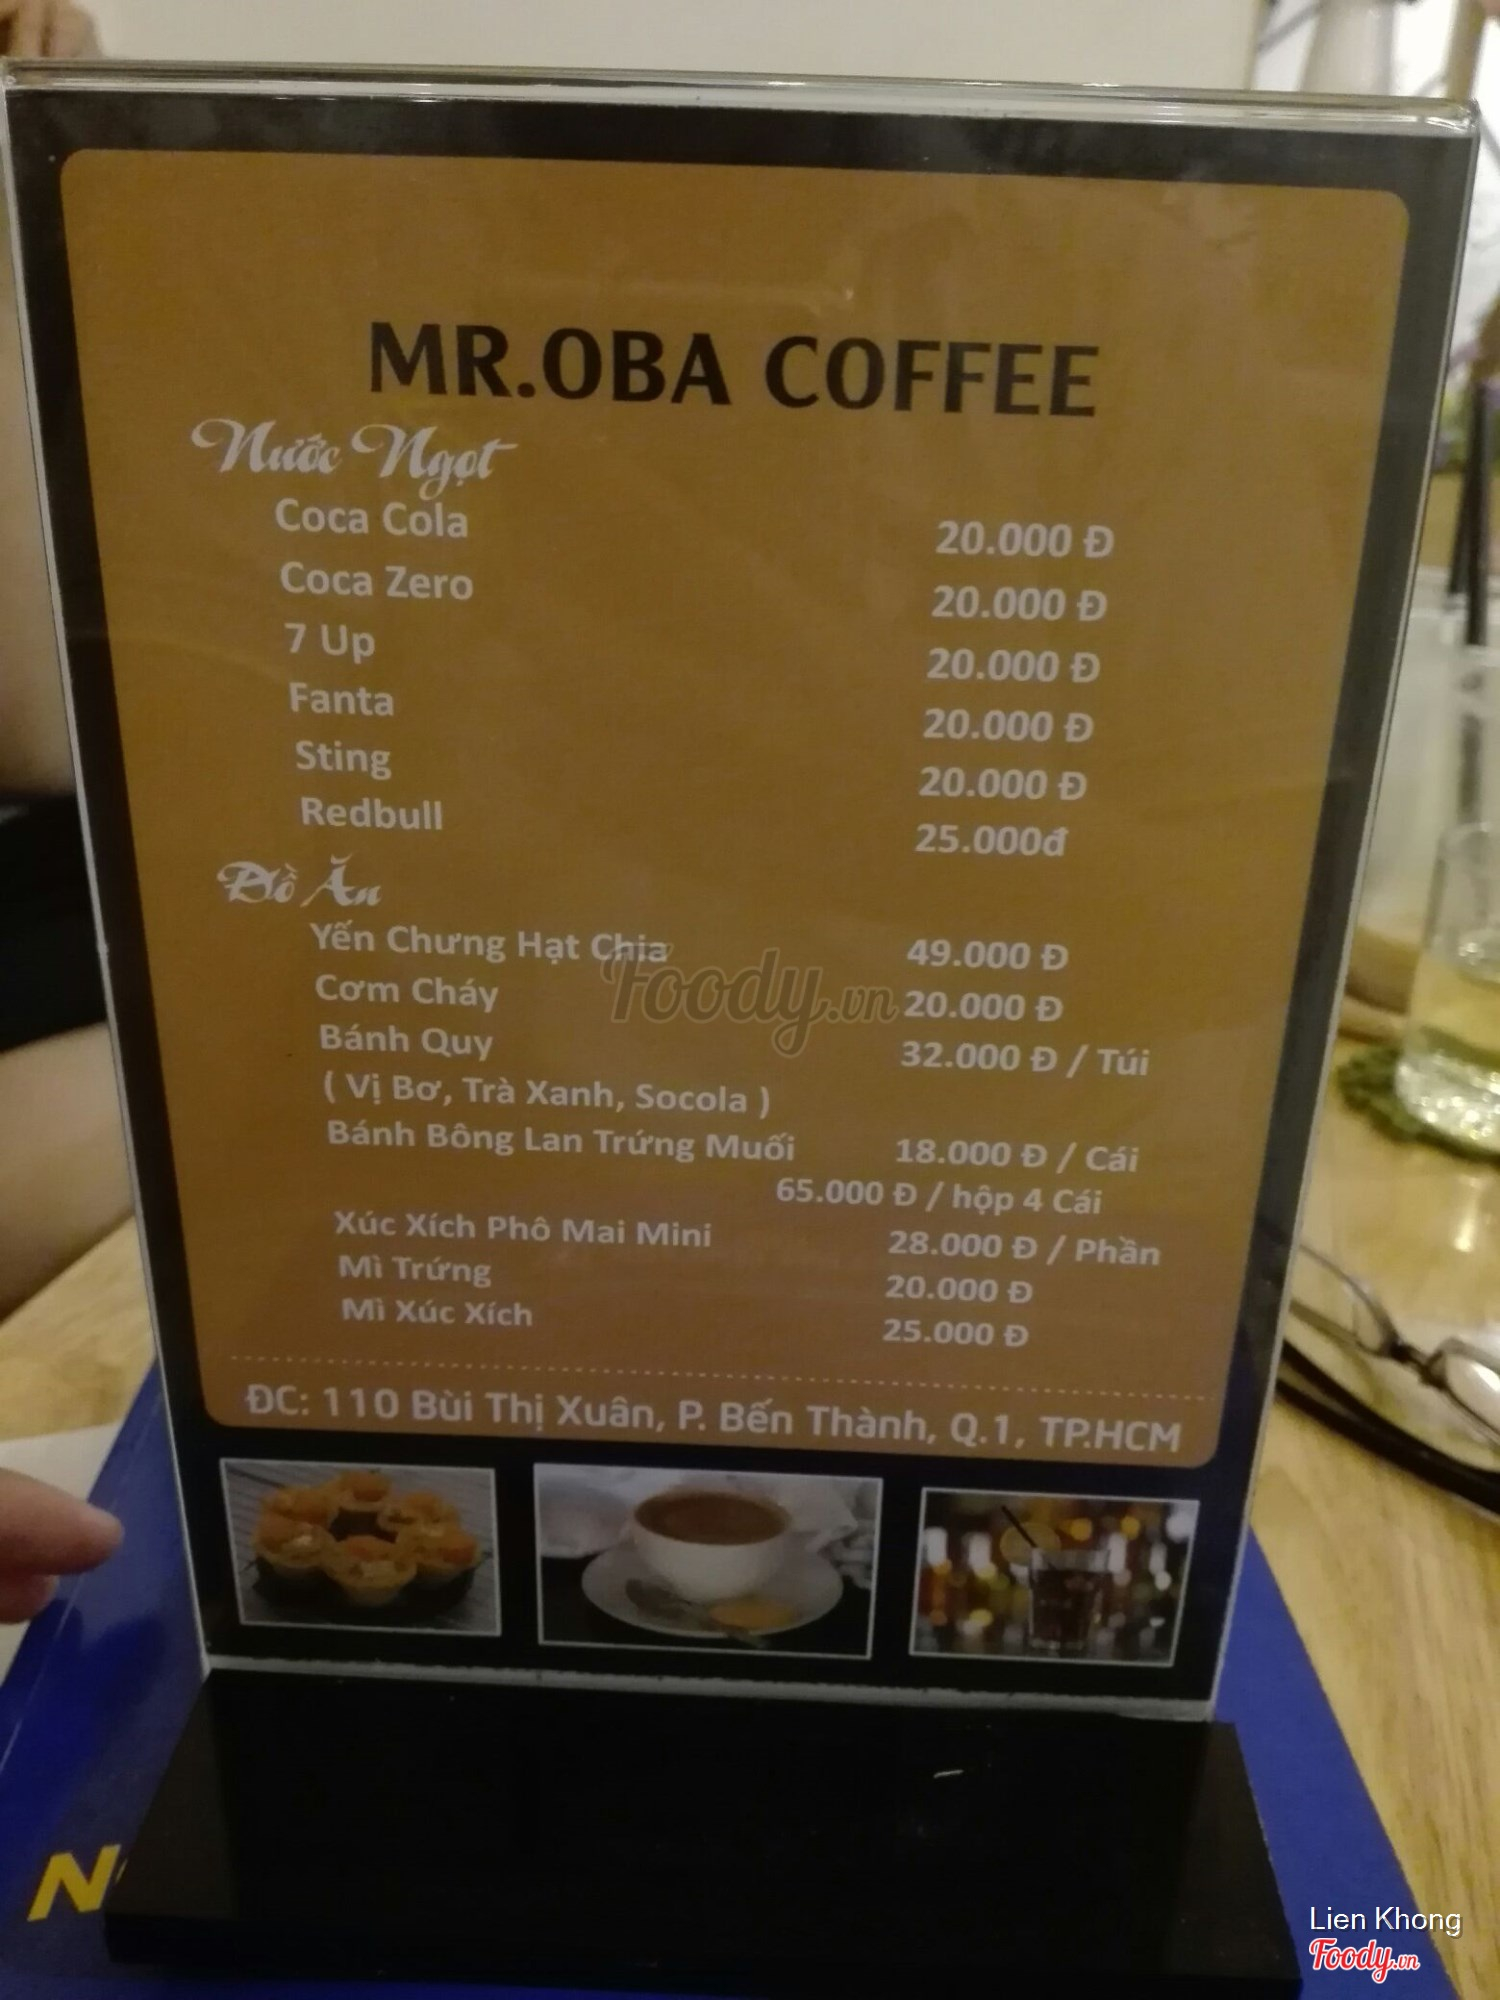 MR.OBA COFFEE
Nước Ngọt
Coca Cola 20.000 Đ
Coca Zero 20.000 Đ
7 Up 20.000 Đ
Fanta 20.000 Đ
Sting 20.000 Đ
Redbull 25.000đ
Đồ Ăn
Yến Chưng Hạt Chia 49.000 Đ
Cơm Cháy 20.000 Đ
Bánh Quy 32.000 Đ / Túi
( Vị Bơ, Trà Xanh, Socola )
Bánh Bông Lan Trứng Muối 18.000 Đ / Cái
65.000 Đ / hộp 4 Cái
Xúc Xích Phô Mai Mini 28.000 Đ / Phần
Mì Trứng 20.000 Đ
Mì Xúc Xích 25.000 Đ
ĐC: 110 Bùi Thị Xuân, P. Bến Thành, Q.1, TP.HCM
Foody.vn
Lien Khong
Foody.vn